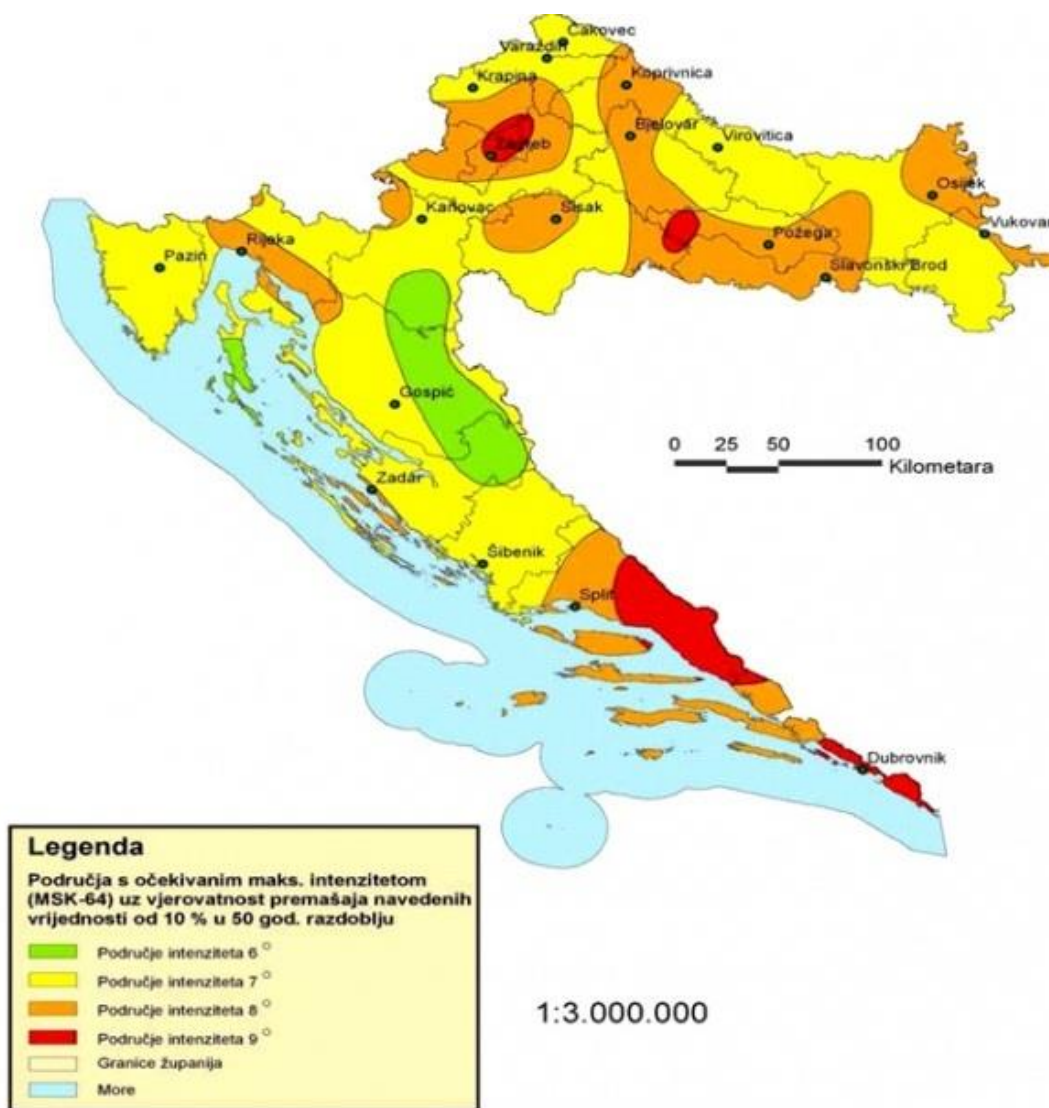 Čakovec
Varaždin
Krapina
Koprivnica
Bjelovar
Virovitica
Zagreb
Osijek
Karlovac
Sisak
Vukovar
Rijeka
Požega
Pazin
Slavonski Brod
Gospić
0 25 50 100
Kilometara
Zadar
Šibenik
Split
Dubrovnik
Legenda
Područja s očekivanim maks. intenzitetom
(MSK-64) uz vjerovatnost premašaja navedenih
vrijednosti od 10 % u 50 god. razdoblju
Područje intenziteta 6 °
Područje intenziteta 7 °
Područje intenziteta 8 °
Područje intenziteta 9 °
Granice županija
More
1:3.000.000